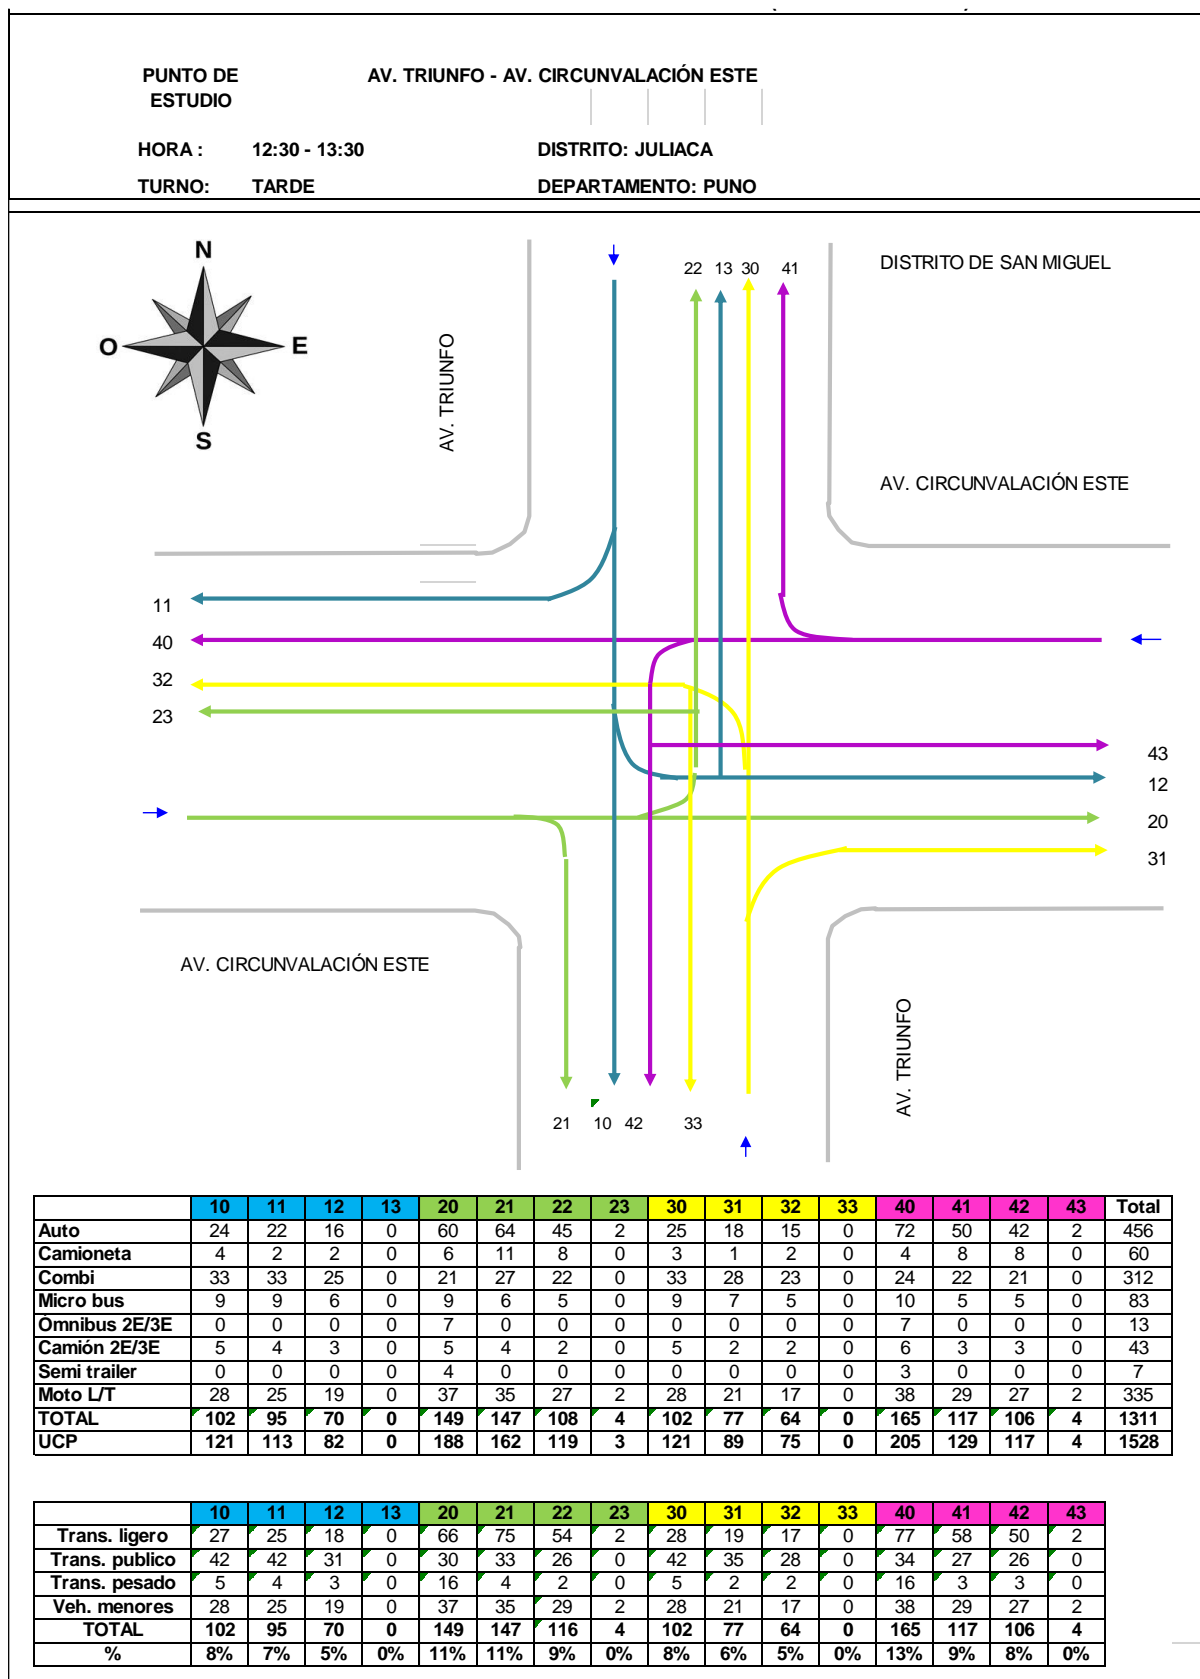 PUNTO DE ESTUDIO
AV. TRIUNFO - AV. CIRCUNVALACIÓN ESTE
HORA : 12:30 - 13:30 DISTRITO: JULIACA
TURNO: TARDE DEPARTAMENTO: PUNO
N
O E
S
22 13 30 41
DISTRITO DE SAN MIGUEL
AV. TRIUNFO
AV. CIRCUNVALACIÓN ESTE
11
40
32
23
43
12
20
31
AV. CIRCUNVALACIÓN ESTE
AV. TRIUNFO
21 10 42 33
10 11 12 13 20 21 22 23 30 31 32 33 40 41 42 43 Total
Auto 24 22 16 0 60 64 45 2 25 18 15 0 72 50 42 2 456
Camioneta 4 2 2 0 6 11 8 0 3 1 2 0 4 8 8 0 60
Combi 33 33 25 0 21 27 22 0 33 28 23 0 24 22 21 0 312
Micro bus 9 9 6 0 9 6 5 0 9 7 5 0 10 5 5 0 83
Òmnibus 2E/3E 0 0 0 0 7 0 0 0 0 0 0 0 7 0 0 0 13
Camión 2E/3E 5 4 3 0 5 4 2 0 5 2 2 0 6 3 3 0 43
Semi trailer 0 0 0 0 4 0 0 0 0 0 0 0 3 0 0 0 7
Moto L/T 28 25 19 0 37 35 27 2 28 21 17 0 38 29 27 2 335
TOTAL 102 95 70 0 149 147 108 4 102 77 64 0 165 117 106 4 1311
UCP 121 113 82 0 188 162 119 3 121 89 75 0 205 129 117 4 1528
10 11 12 13 20 21 22 23 30 31 32 33 40 41 42 43
Trans. ligero 27 25 18 0 66 75 54 2 28 19 17 0 77 58 50 2
Trans. publico 42 42 31 0 30 33 26 0 42 35 28 0 34 27 26 0
Trans. pesado 5 4 3 0 16 4 2 0 5 2 2 0 16 3 3 0
Veh. menores 28 25 19 0 37 35 29 2 28 21 17 0 38 29 27 2
TOTAL 102 95 70 0 149 147 116 4 102 77 64 0 165 117 106 4
% 8% 7% 5% 0% 11% 11% 9% 0% 8% 6% 5% 0% 13% 9% 8% 0%